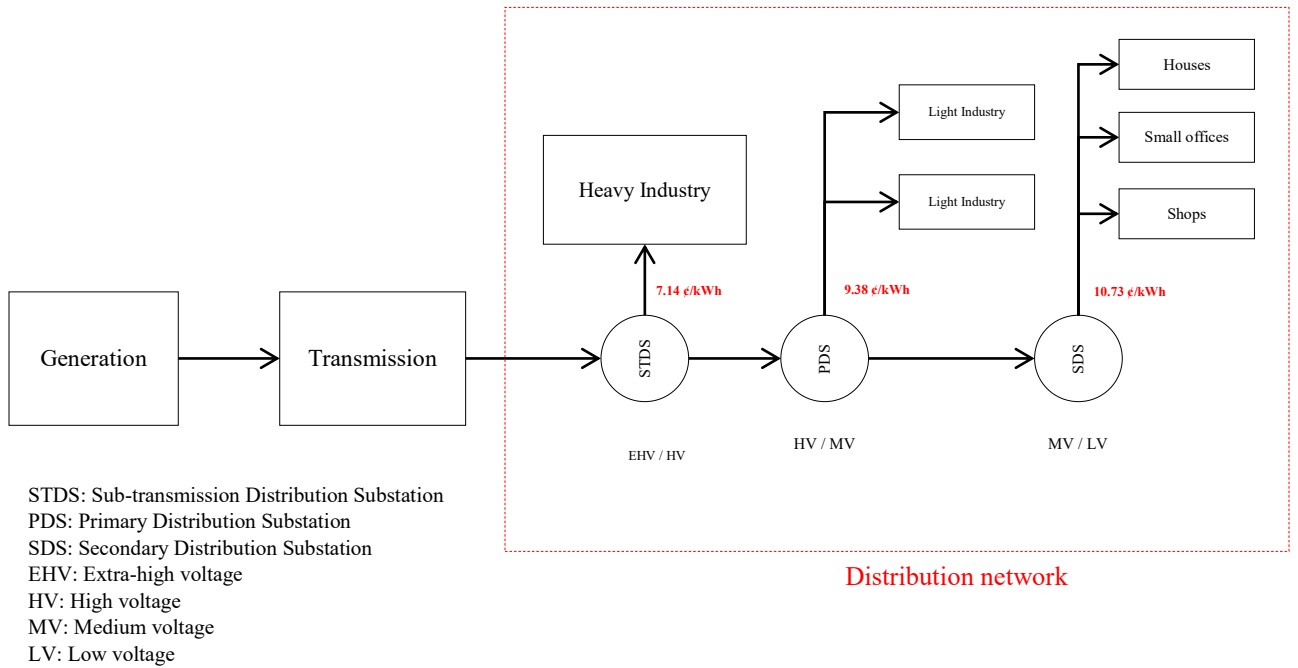 Houses
Light Industry
Small offices
Heavy Industry
Light Industry
Shops
7.14 ¢/kWh
9.38 ¢/kWh
10.73 ¢/kWh
Generation
Transmission
STDS
PDS
SDS
EHV / HV
HV / MV
MV / LV
STDS: Sub-transmission Distribution Substation
PDS: Primary Distribution Substation
SDS: Secondary Distribution Substation
EHV: Extra-high voltage
HV: High voltage
MV: Medium voltage
LV: Low voltage
Distribution network